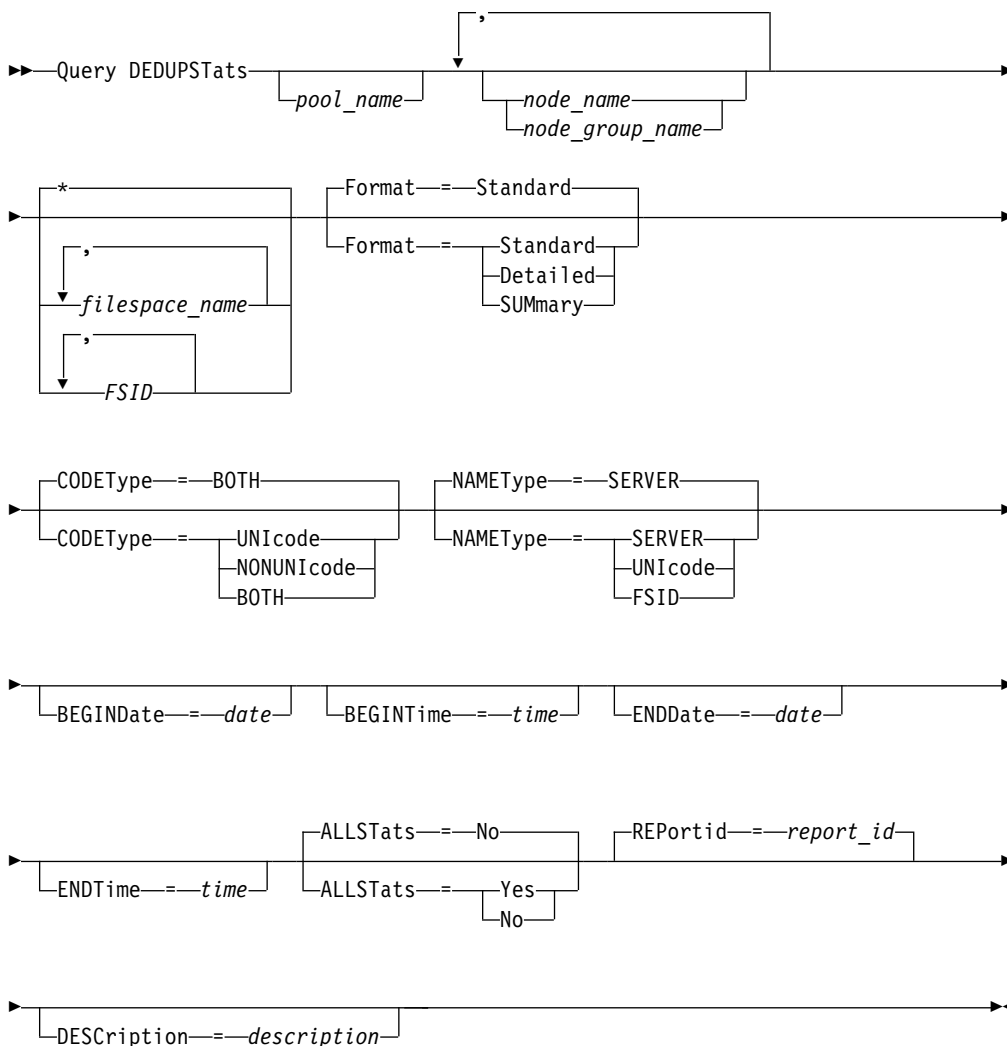 ,
Query DEDUPSTats
pool_name
node_name
node_group_name
*
Format = Standard
Format = Standard
Detailed
SUMmary
,
filespace_name
,
FSID
CODEType = BOTH
NAMEType = SERVER
CODEType = UNIcode
NAMEType = SERVER
NONUNIcode
UNIcode
BOTH
FSID
BEGINDate = date
BEGINTime = time
ENDDate = date
ALLSTats = No
REPortid = report_id
ENDTime = time
ALLSTats = Yes
No
DESCription = description